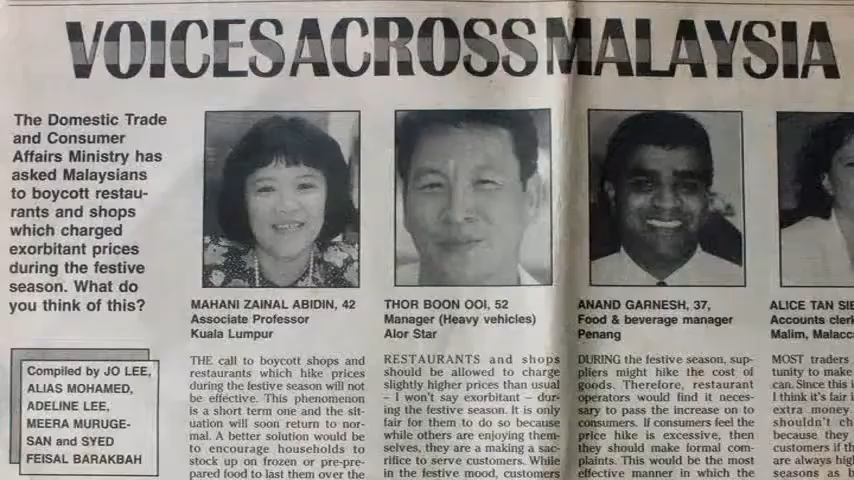 VOICES ACROSS MALAYSIA
The Domestic Trade
and Consumer
Affairs Ministry has
asked Malaysians
to boycott restau-
rants and shops
which charged
exorbitant prices
during the festive
season. What do
you think of this?
Compiled by JO LEE,
ALIAS MOHAMED,
ADELINE LEE,
MEERA MURUGE-
SAN and SYED
FEISAL BARAKBAH
MAHANI ZAINAL ABIDIN, 42
Associate Professor
Kuala Lumpur
THE call to boycott shops and
restaurants which hike prices
during the festive season will not
be effective. This phenomenon
is a short term one and the sit-
uation will soon return to nor-
mal. A better solution would be
to encourage households to
stock up on frozen or pre-pre-
pared food to last them over the
THOR BOON OOI, 52
Manager (Heavy vehicles)
Alor Star
RESTAURANTS and shops
should be allowed to charge
slightly higher prices than usual
– I won't say exorbitant – dur-
ing the festive season. It is only
fair for them to do so because
while others are enjoying them-
selves, they are a making a sac-
rifice to serve customers. While
in the festive mood, customers
ANAND GARNESH, 37,
Food & beverage manager
Penang
DURING the festive season, sup-
pliers might hike the cost of
goods. Therefore, restaurant
operators would find it neces-
sary to pass the increase on to
consumers. If consumers feel the
price hike is excessive, then
they should make formal com-
plaints. This would be the most
effective manner in which the
ALICE TAN SIE
Accounts cler
Malim, Malacc
MOST traders
tunity to make
can. Since this i
I think it's fair i
extra money
shouldn't ch
because they
customers if th
are always hig
seasons as b